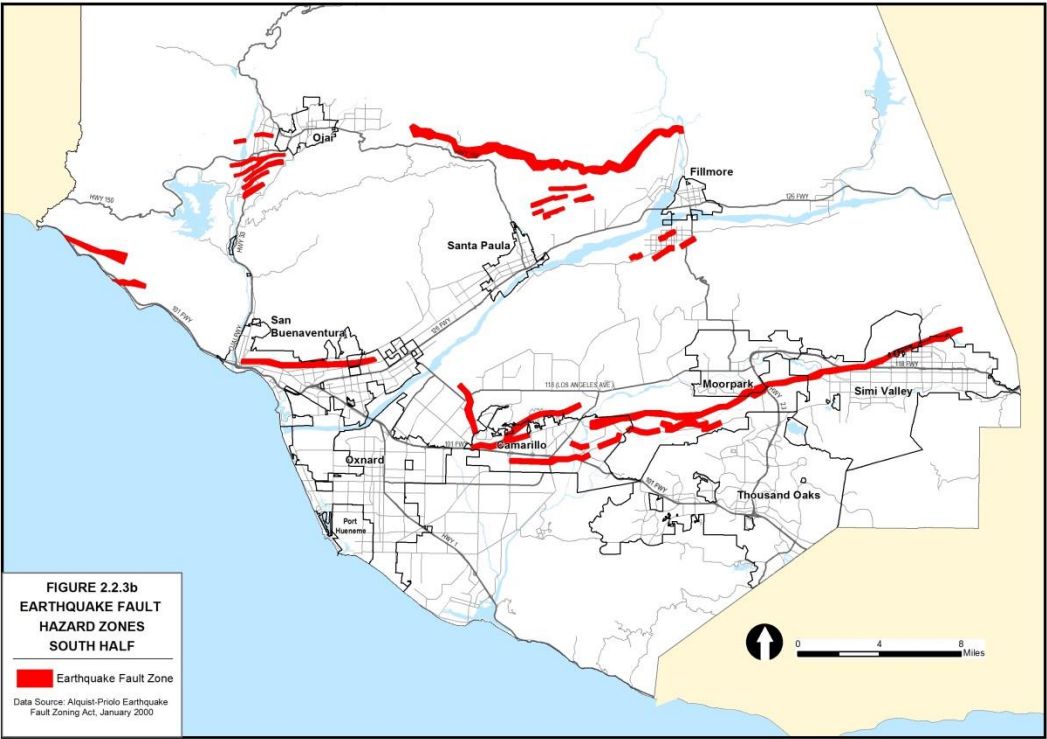 Ojai
Fillmore
HWY 150
126 FWY
HWY 33
Santa Paula
101 FWY
San
Buenaventura
126 FWY
118 (LOS ANGELES AVE.)
Moorpark
118 FWY
HWY 23
Simi Valley
101 FWY
Camarillo
Oxnard
101 FWY
Thousand Oaks
Port
Hueneme
HWY 1
FIGURE 2.2.3b
EARTHQUAKE FAULT
HAZARD ZONES
SOUTH HALF
Earthquake Fault Zone
Data Source: Alquist-Priolo Earthquake
Fault Zoning Act, January 2000
0 4 8
Miles